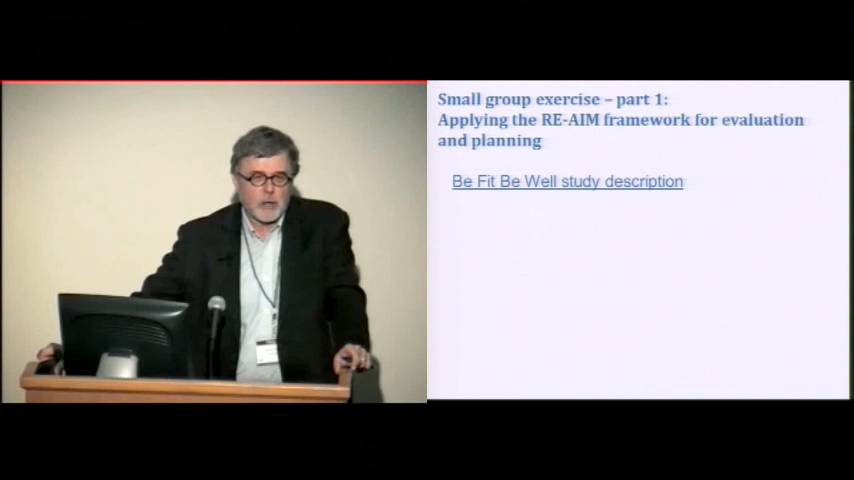 Small group exercise – part 1:
Applying the RE-AIM framework for evaluation
and planning
Be Fit Be Well study description